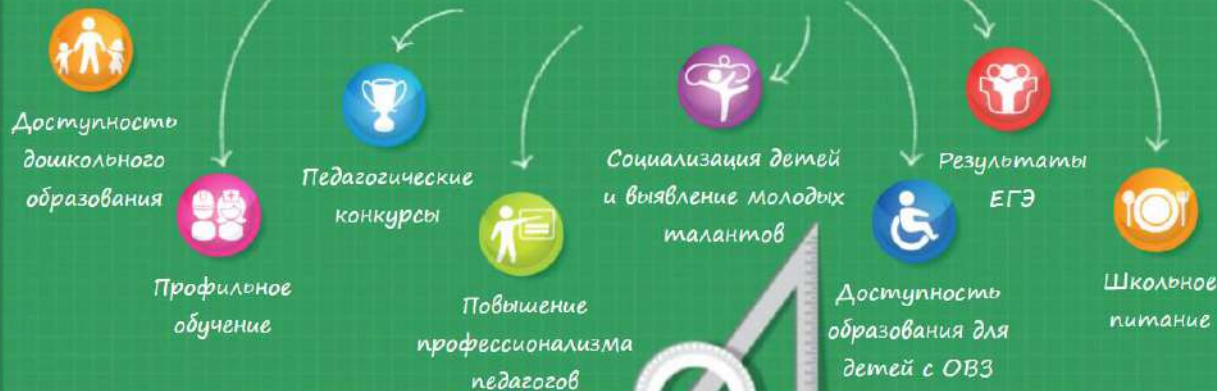 Доступность
дошкольного
образования
Профильное
обучение
Педагогические
конкурсы
Повышение
профессионализма
педагогов
Социализация детей
и выявление молодых
талантов
Доступность
образования для
детей с ОВЗ
Результаты
ЕГЭ
Школьное
питание